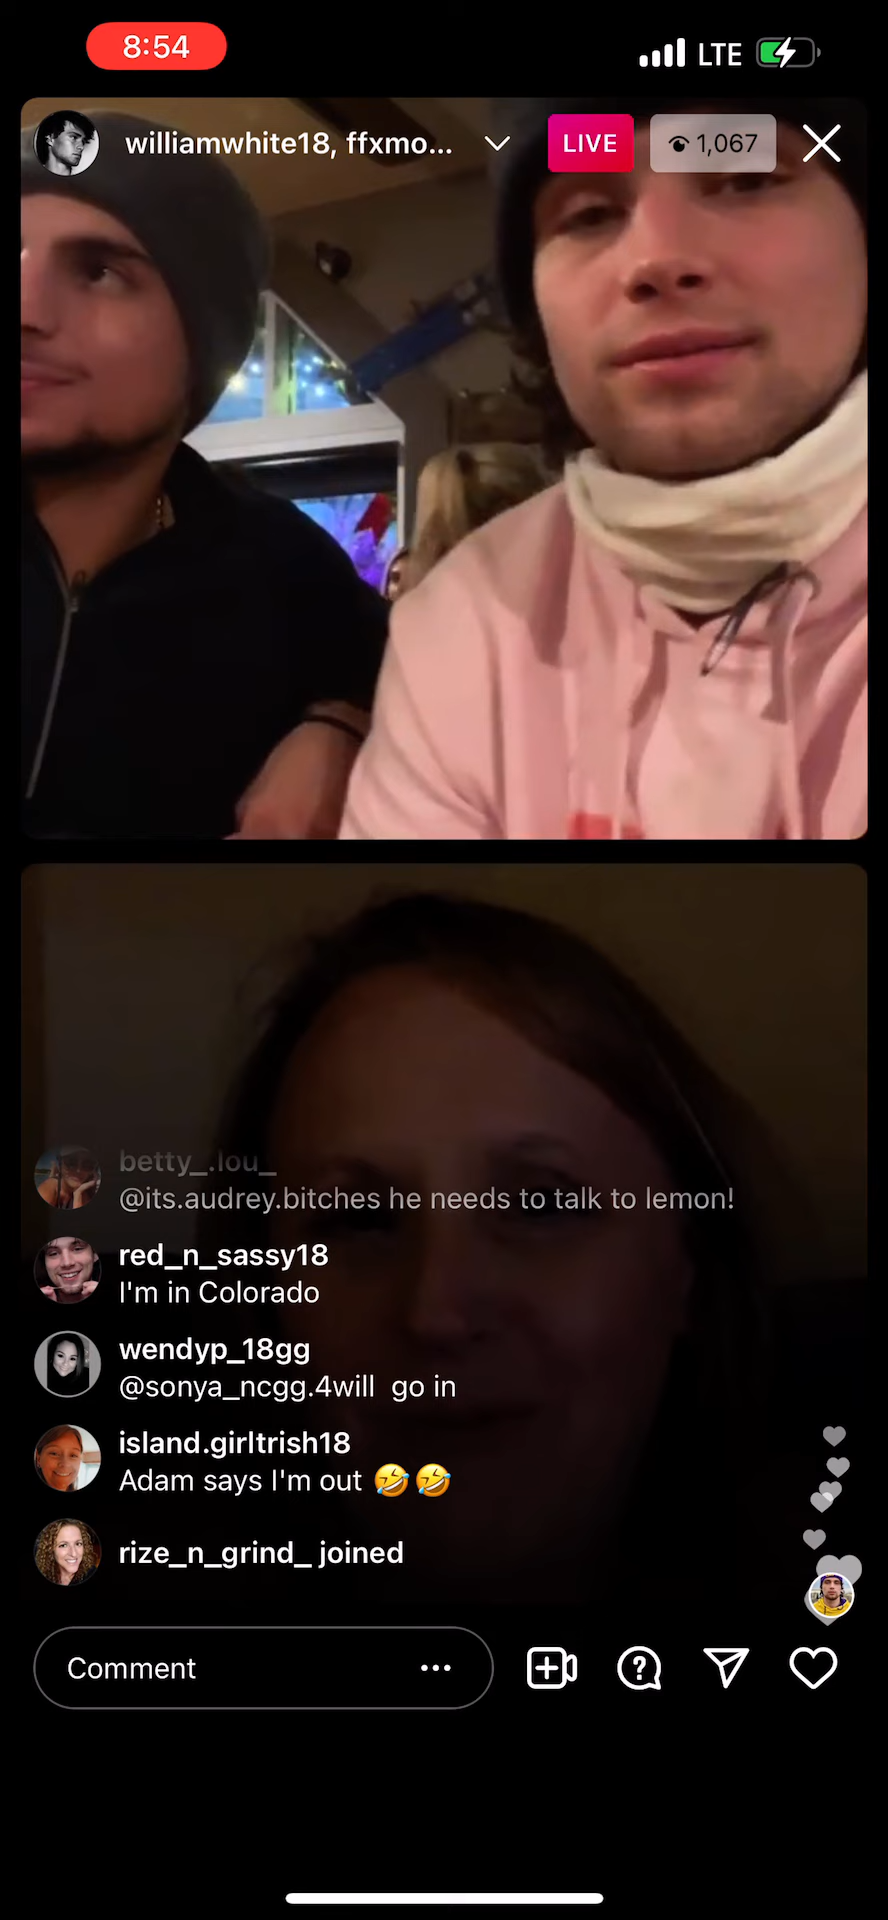 8:54
LTE
williamwhite18, ffxmo...
LIVE
1,067
betty_.lou_
@its.audrey.bitches he needs to talk to lemon!
red_n_sassy18
I'm in Colorado
wendyp_18gg
@sonya_ncgg.4will  go in
island.girltrish18
Adam says I'm out 🤣🤣
rize_n_grind_ joined
Comment